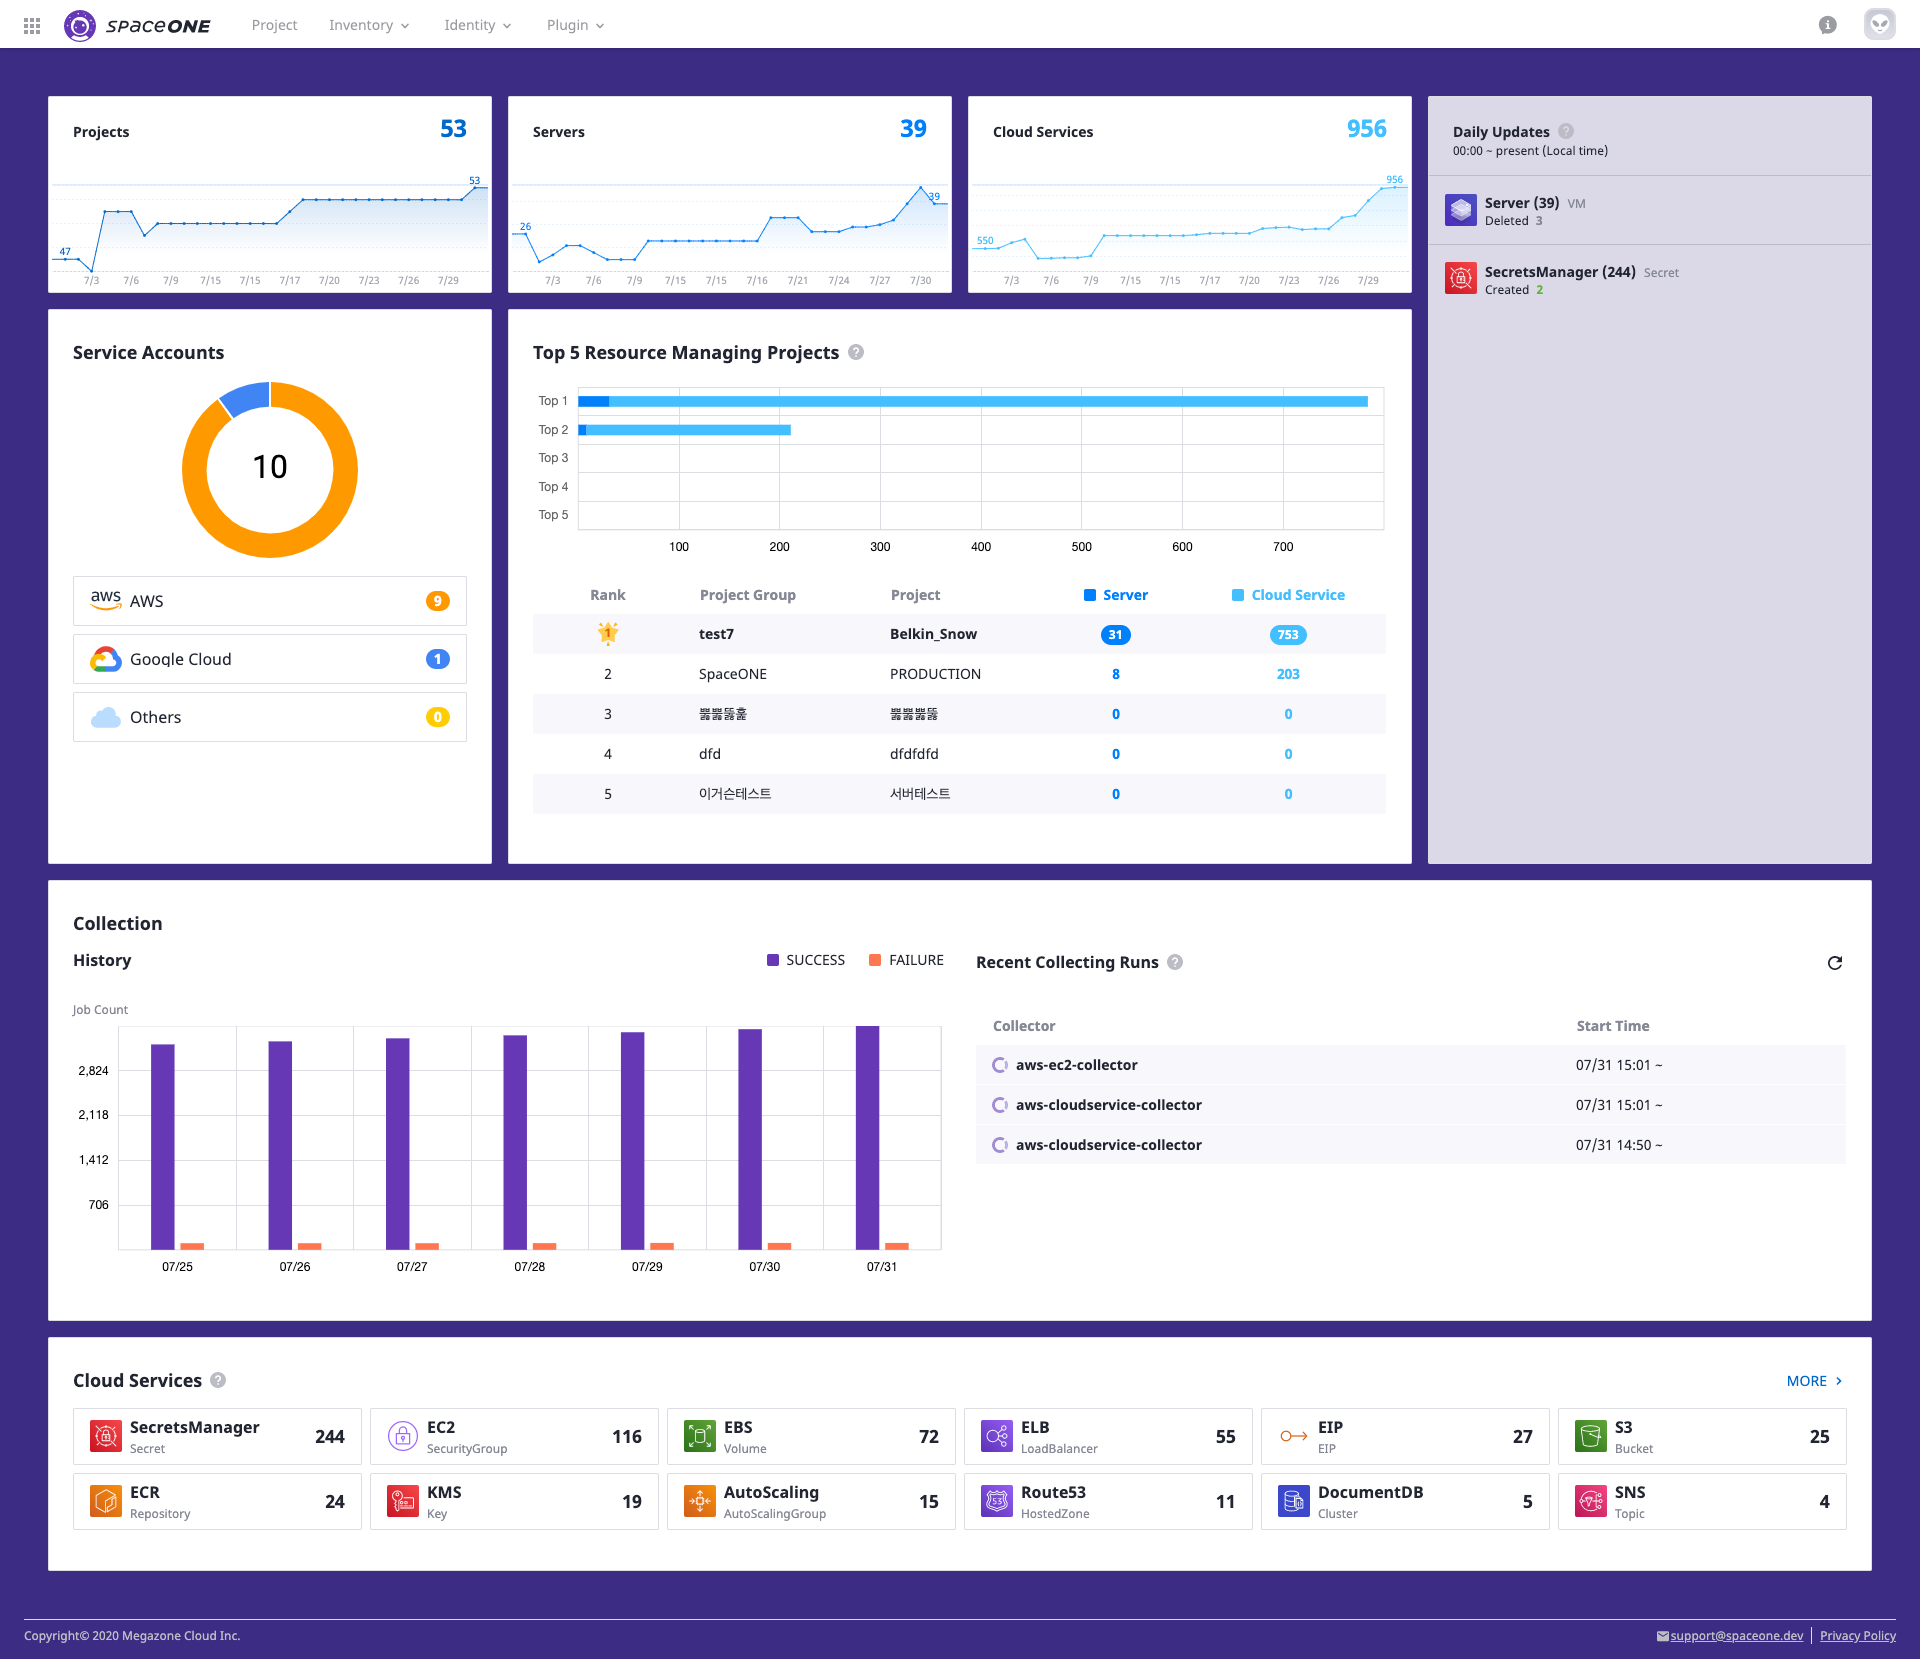 spaceONE Project Inventory Identity Plugin
Projects 53
53
47
7/3 7/6 7/9 7/15 7/15 7/17 7/20 7/23 7/26 7/29
Servers 39
26
39
7/3 7/6 7/9 7/15 7/15 7/16 7/21 7/24 7/27 7/30
Cloud Services 956
956
550
7/3 7/6 7/9 7/15 7/15 7/17 7/20 7/23 7/26 7/29
Daily Updates ?
00:00 ~ present (Local time)
Server (39) VM
Deleted 3
SecretsManager (244) Secret
Created 2
Service Accounts
10
aws AWS 9
Google Cloud 1
Others 0
Top 5 Resource Managing Projects ?
Top 1
Top 2
Top 3
Top 4
Top 5
100 200 300 400 500 600 700
Rank Project Group Project Server Cloud Service
1 test7 Belkin_Snow 31 753
2 SpaceONE PRODUCTION 8 203
3 0 0
4 dfd dfdfdfd 0 0
5 이거슨테스트 서버테스트 0 0
Collection
History SUCCESS FAILURE
Job Count
2,824
2,118
1,412
706
07/25 07/26 07/27 07/28 07/29 07/30 07/31
Recent Collecting Runs ?
Collector Start Time
aws-ec2-collector 07/31 15:01 ~
aws-cloudservice-collector 07/31 15:01 ~
aws-cloudservice-collector 07/31 14:50 ~
Cloud Services ? MORE
SecretsManager 244
Secret
EC2 116
SecurityGroup
EBS 72
Volume
ELB 55
LoadBalancer
EIP 27
EIP
S3 25
Bucket
ECR 24
Repository
KMS 19
Key
AutoScaling 15
AutoScalingGroup
Route53 11
HostedZone
DocumentDB 5
Cluster
SNS 4
Topic
Copyright© 2020 Megazone Cloud Inc. support@spaceone.dev Privacy Policy